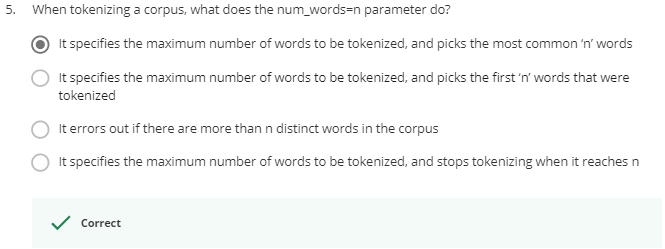 5. When tokenizing a corpus, what does the num_words=n parameter do?
It specifies the maximum number of words to be tokenized, and picks the most common 'n' words
It specifies the maximum number of words to be tokenized, and picks the first 'n' words that were
tokenized
It errors out if there are more than n distinct words in the corpus
It specifies the maximum number of words to be tokenized, and stops tokenizing when it reaches n
Correct